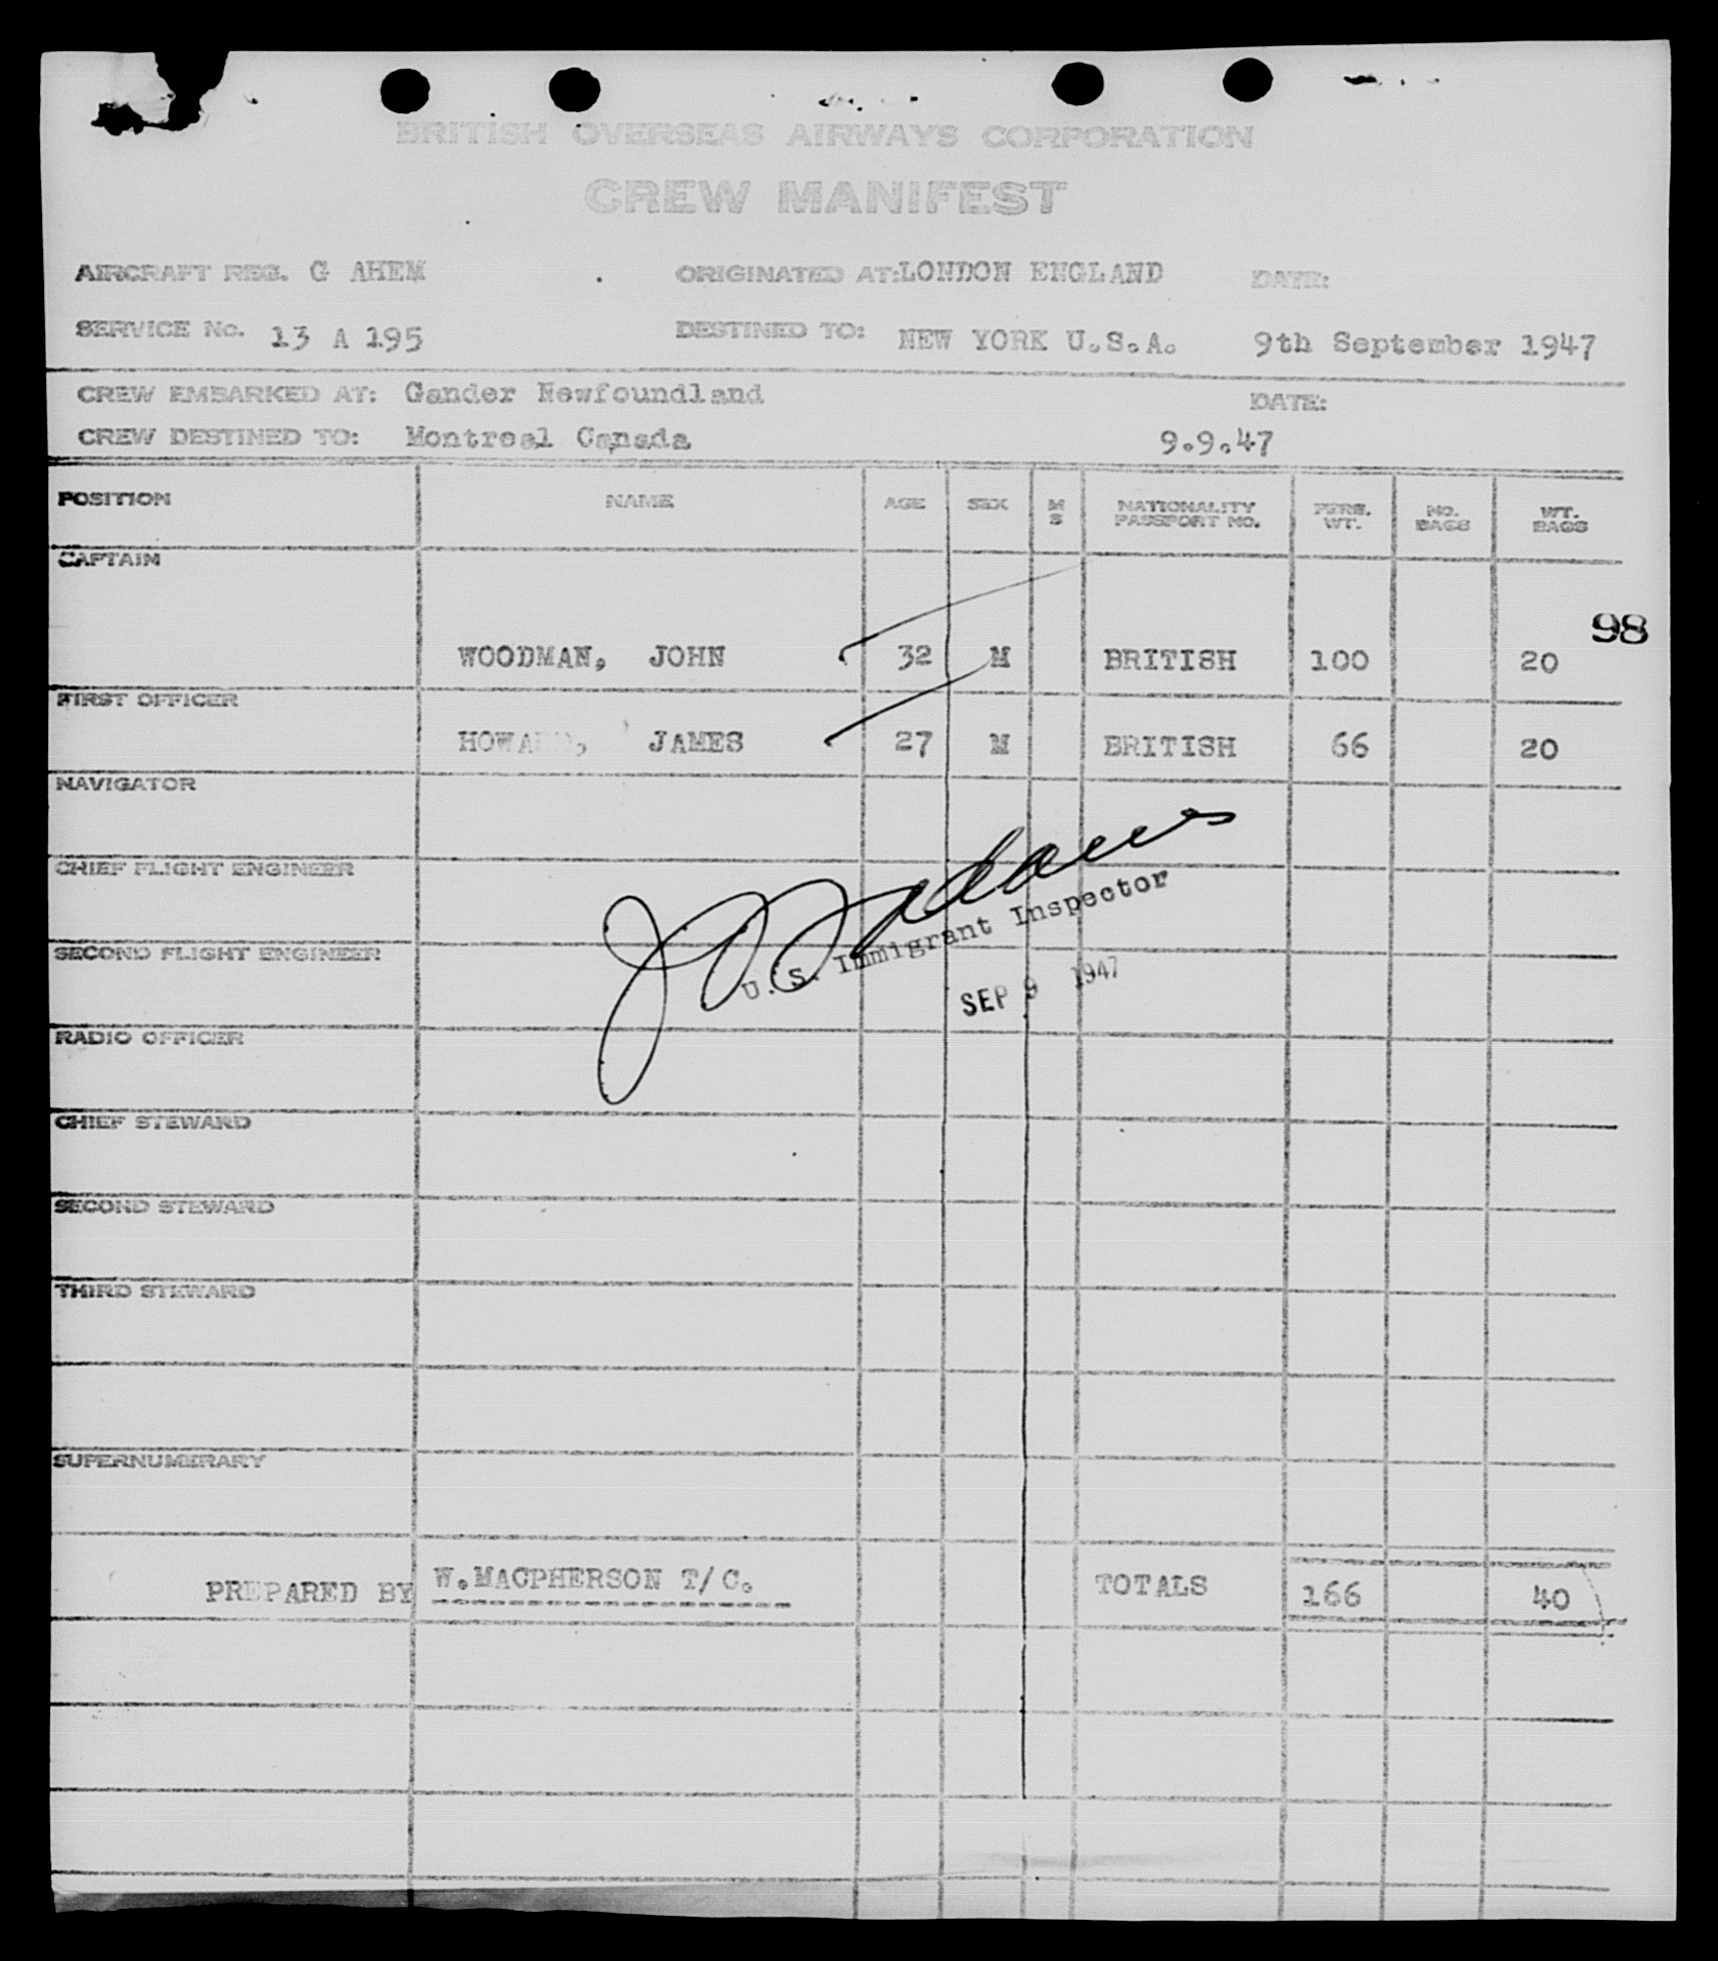 BRITISH OVERSEAS AIRWAYS CORPORATION
CREW MANIFEST
AIRCRAFT REG. G AHEM ORIGINATED AT: LONDON ENGLAND DATE:
SERVICE No. 13 A 195 DESTINED TO: NEW YORK U.S.A. 9th September 1947
CREW EMBARKED AT: Gander Newfoundland DATE:
CREW DESTINED TO: Montreal Canada 9.9.47
POSITION NAME AGE SEX M S NATIONALITY PASSPORT NO. PERS. WT. NO. BAGS WT. BAGS
CAPTAIN
98
WOODMAN, JOHN 32 M BRITISH 100 20
FIRST OFFICER
HOWARD, JAMES 27 M BRITISH 66 20
NAVIGATOR
CHIEF FLIGHT ENGINEER
U. S. Immigrant Inspector
SECOND FLIGHT ENGINEER
SEP 9 1947
RADIO OFFICER
CHIEF STEWARD
SECOND STEWARD
THIRD STEWARD
SUPERNUMERARY
PREPARED BY W.MACPHERSON T/C. TOTALS 166 40